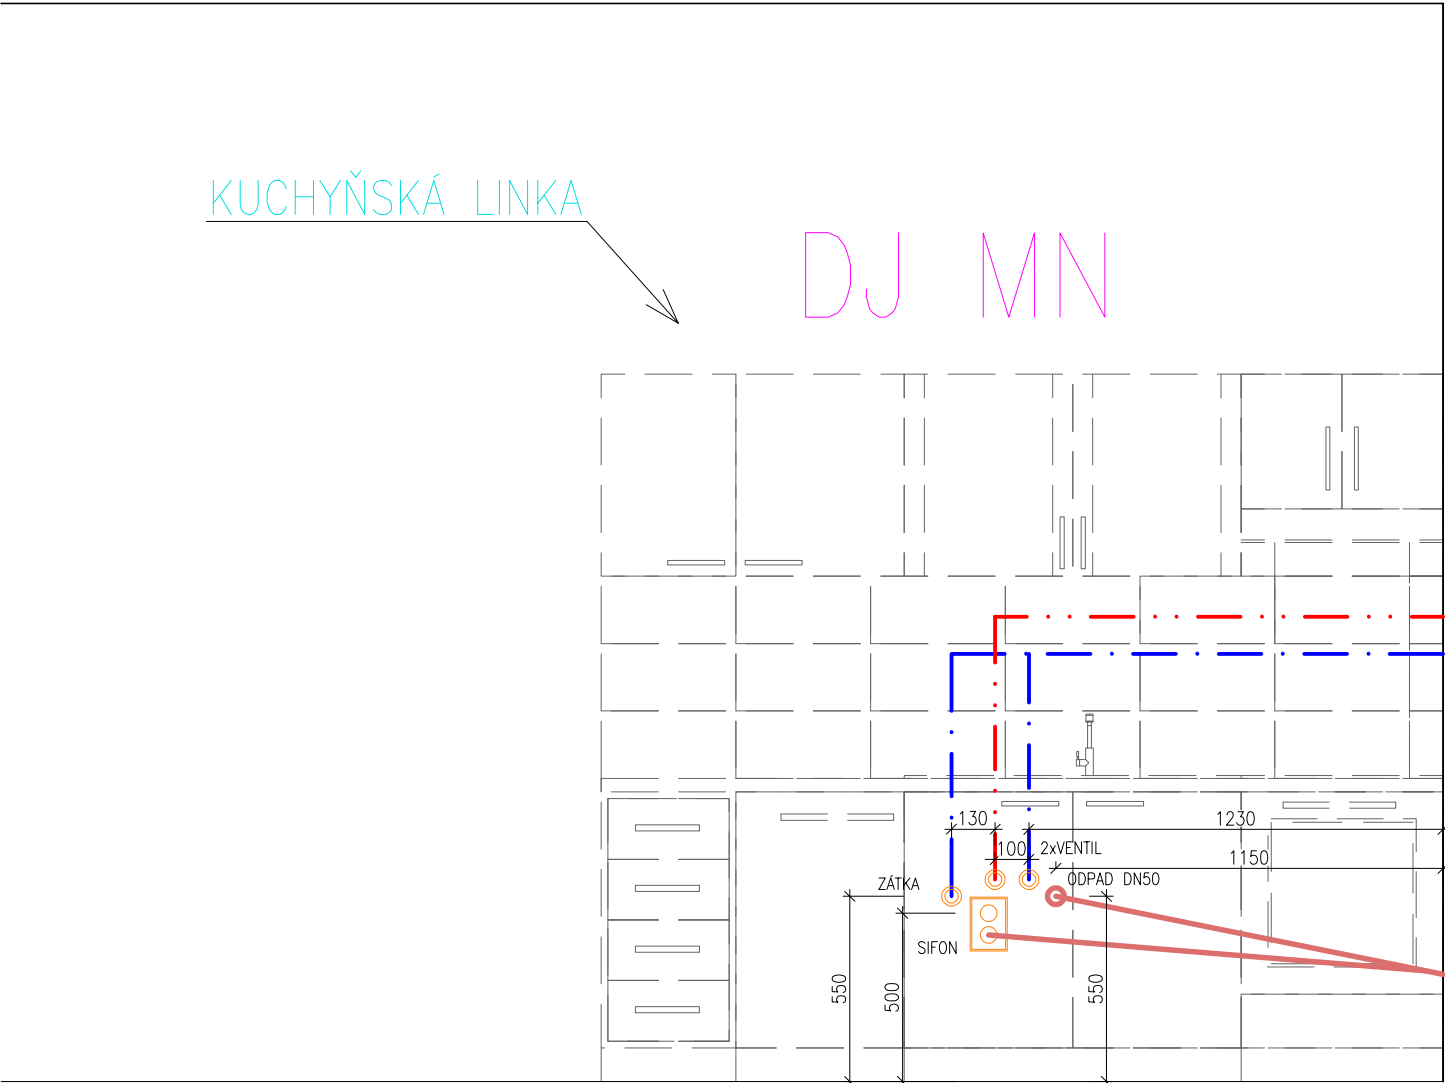 KUCHYŇSKÁ LINKA
DJ MN
130
1230
100
2xVENTIL
1150
ZÁTKA
ODPAD DN50
SIFON
550
500
550